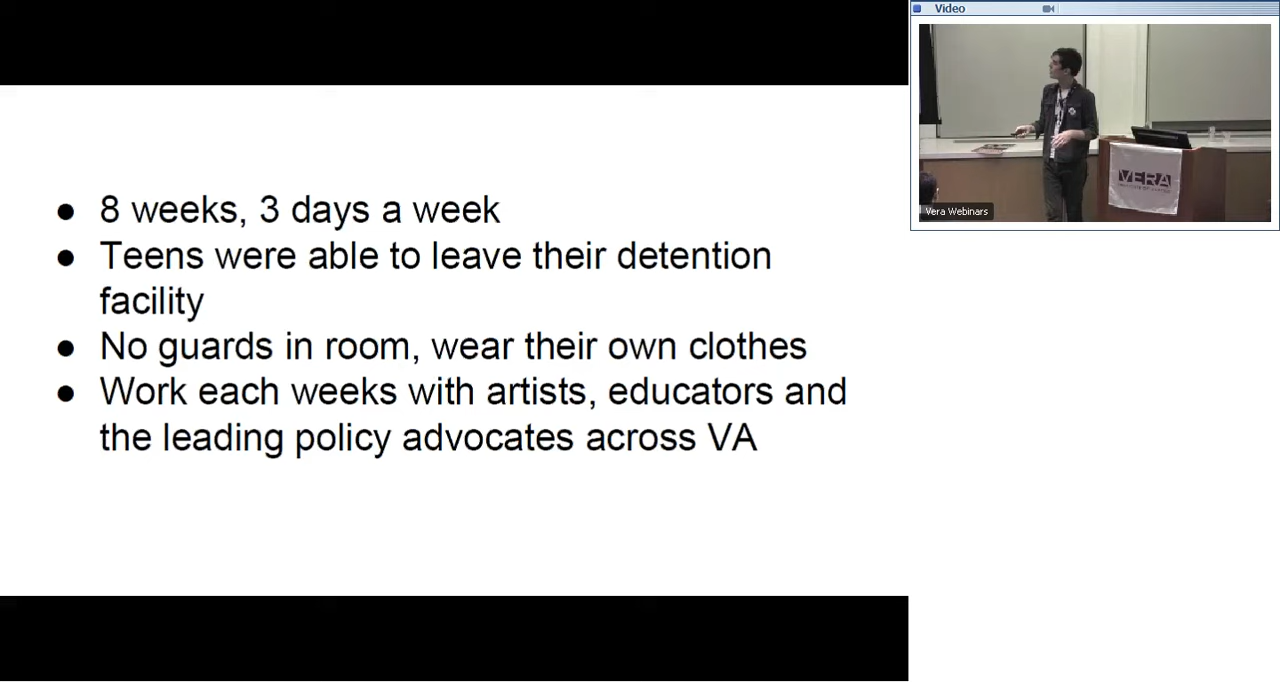 ● 8 weeks, 3 days a week
● Teens were able to leave their detention
facility
● No guards in room, wear their own clothes
● Work each weeks with artists, educators and
the leading policy advocates across VA
Video
VERA
Vera Webinars